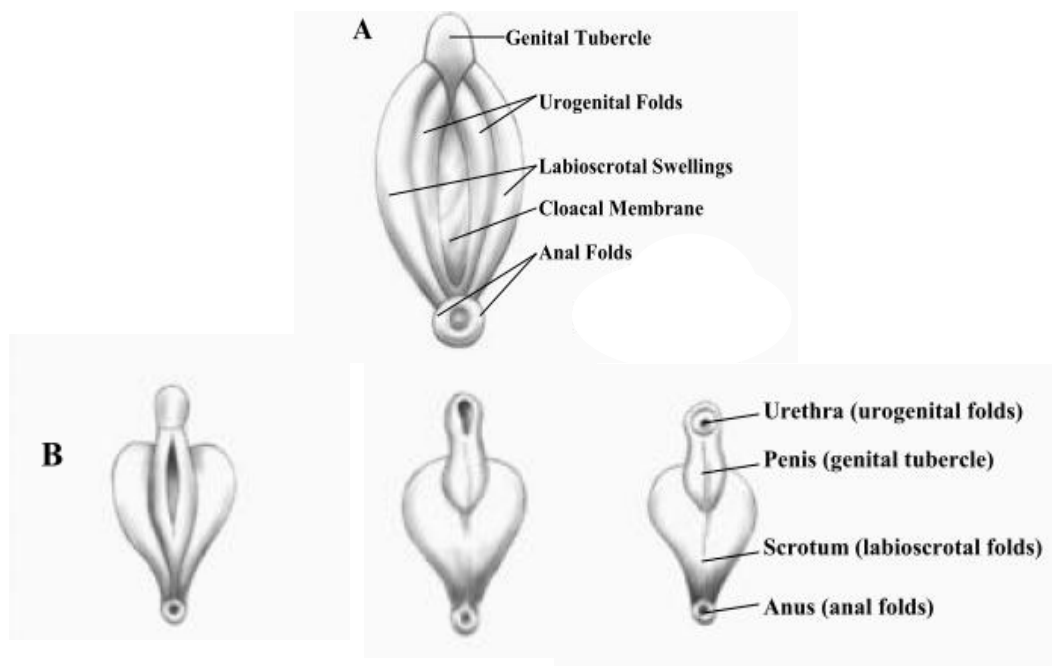 A
Genital Tubercle
Urogenital Folds
Labioscrotal Swellings
Cloacal Membrane
Anal Folds
B
Urethra (urogenital folds)
Penis (genital tubercle)
Scrotum (labioscrotal folds)
Anus (anal folds)